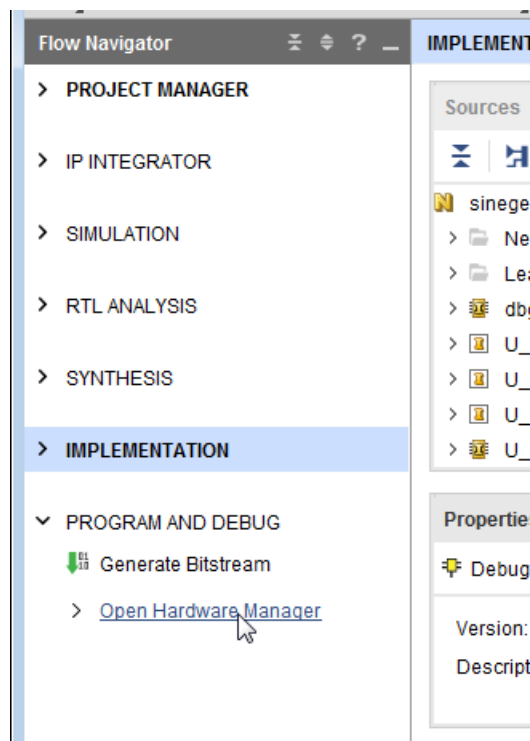 Flow Navigator
?
PROJECT MANAGER
IP INTEGRATOR
SIMULATION
RTL ANALYSIS
SYNTHESIS
IMPLEMENTATION
PROGRAM AND DEBUG
Generate Bitstream
Open Hardware Manager
IMPLEMENT
Sources
sinege
Ne
Lea
dbg
U_
U_
U_
U_
Propertie
Debug
Version:
Descript